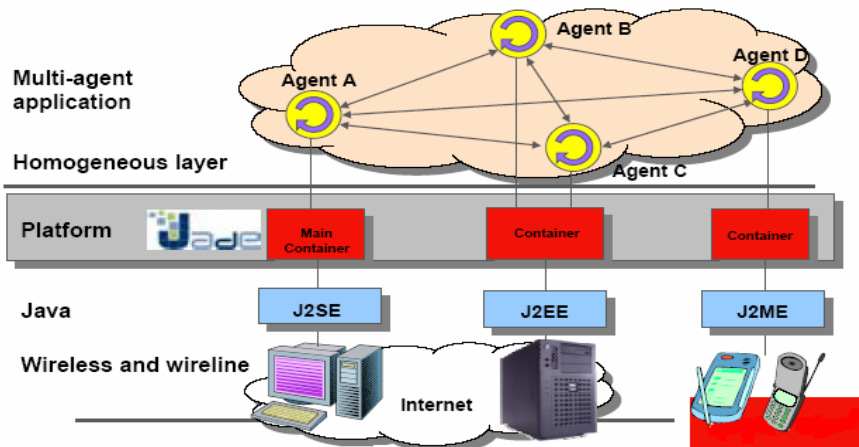 Agent B
Agent D
Agent A
Multi-agent
application
Agent C
Homogeneous layer
Platform
Jade
Main
Container
Container
Container
Java
J2SE
J2EE
J2ME
Wireless and wireline
Internet